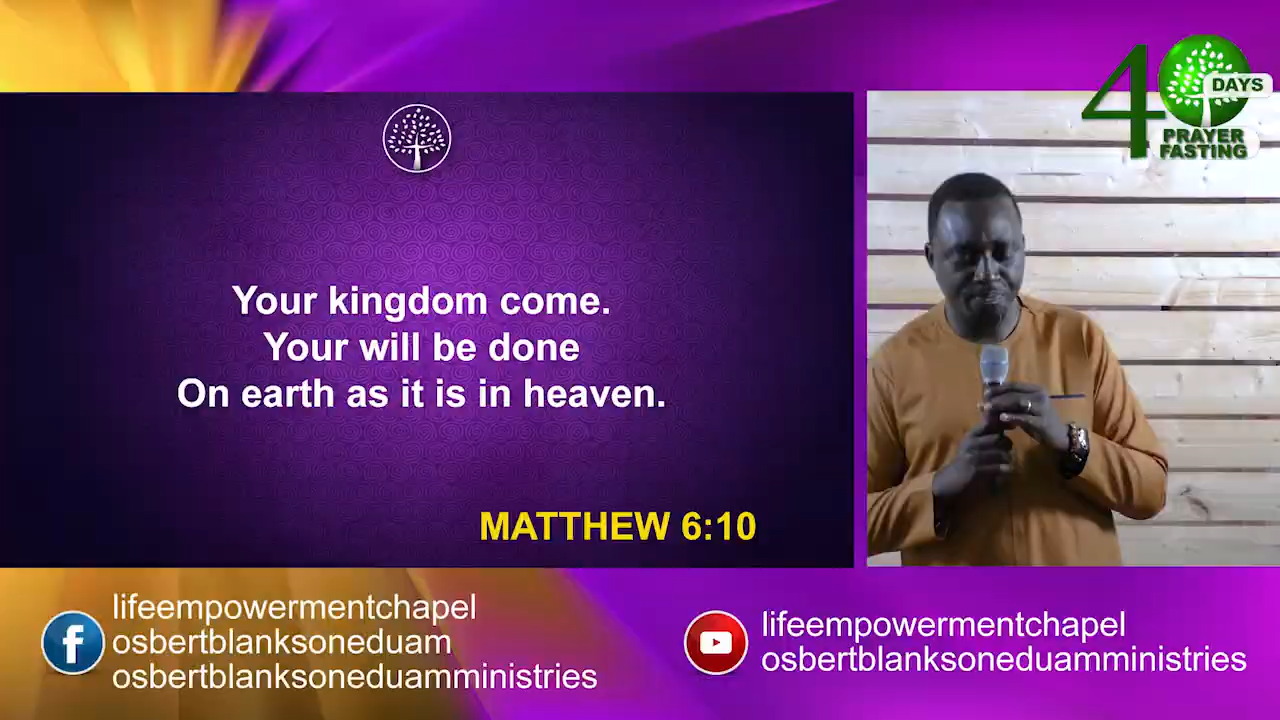 40
DAYS
PRAYER
FASTING
Your kingdom come.
Your will be done
On earth as it is in heaven.
MATTHEW 6:10
lifeempowermentchapel
osbertblanksoneduam
osbertblanksoneduamministries
lifeempowermentchapel
osbertblanksoneduamministries